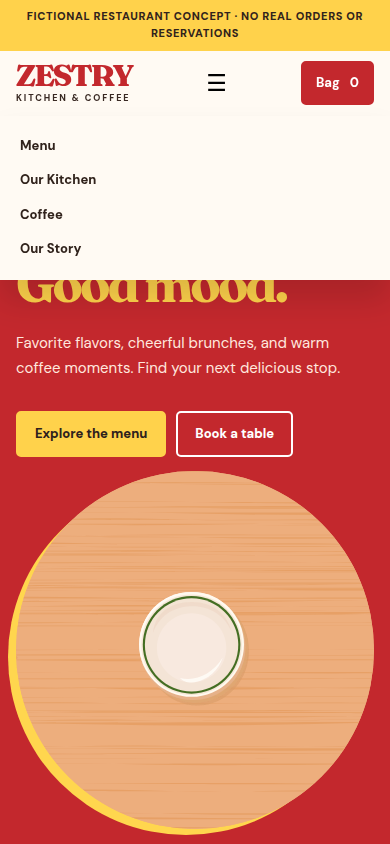 FICTIONAL RESTAURANT CONCEPT · NO REAL ORDERS OR
RESERVATIONS
ZESTRY
KITCHEN & COFFEE
☰
Bag 0
Menu
Our Kitchen
Coffee
Our Story
Good mood.
Favorite flavors, cheerful brunches, and warm
coffee moments. Find your next delicious stop.
Explore the menu
Book a table